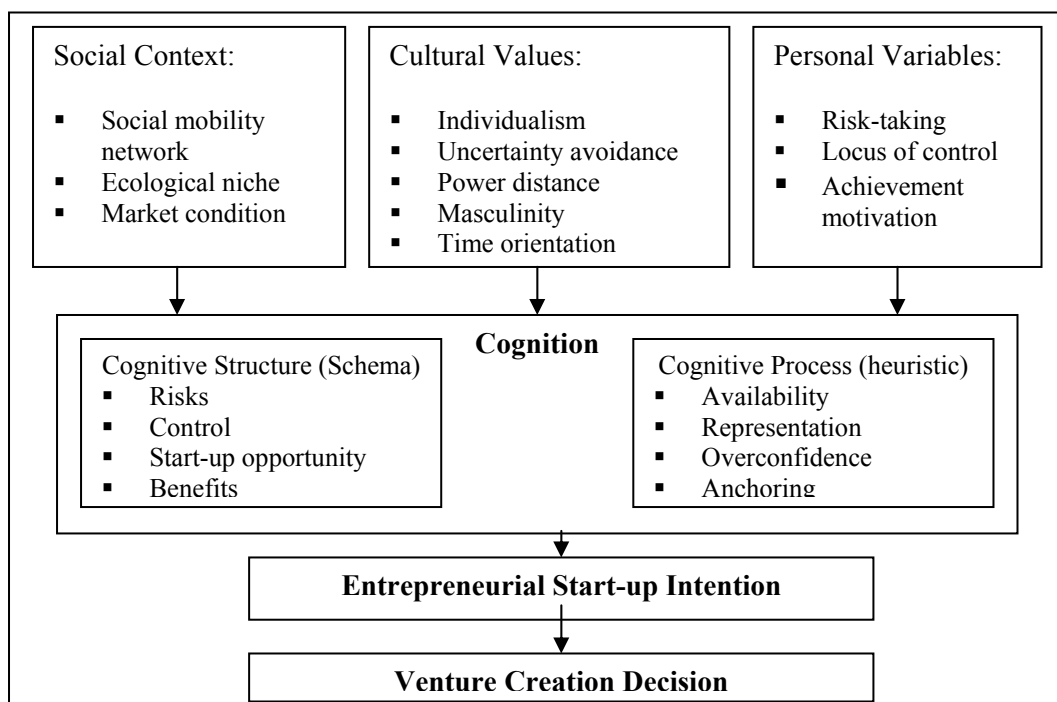 Social Context:
▪ Social mobility
network
▪ Ecological niche
▪ Market condition
Cultural Values:
▪ Individualism
▪ Uncertainty avoidance
▪ Power distance
▪ Masculinity
▪ Time orientation
Personal Variables:
▪ Risk-taking
▪ Locus of control
▪ Achievement
motivation
Cognition
Cognitive Structure (Schema)
▪ Risks
▪ Control
▪ Start-up opportunity
▪ Benefits
Cognitive Process (heuristic)
▪ Availability
▪ Representation
▪ Overconfidence
▪ Anchoring
Entrepreneurial Start-up Intention
Venture Creation Decision